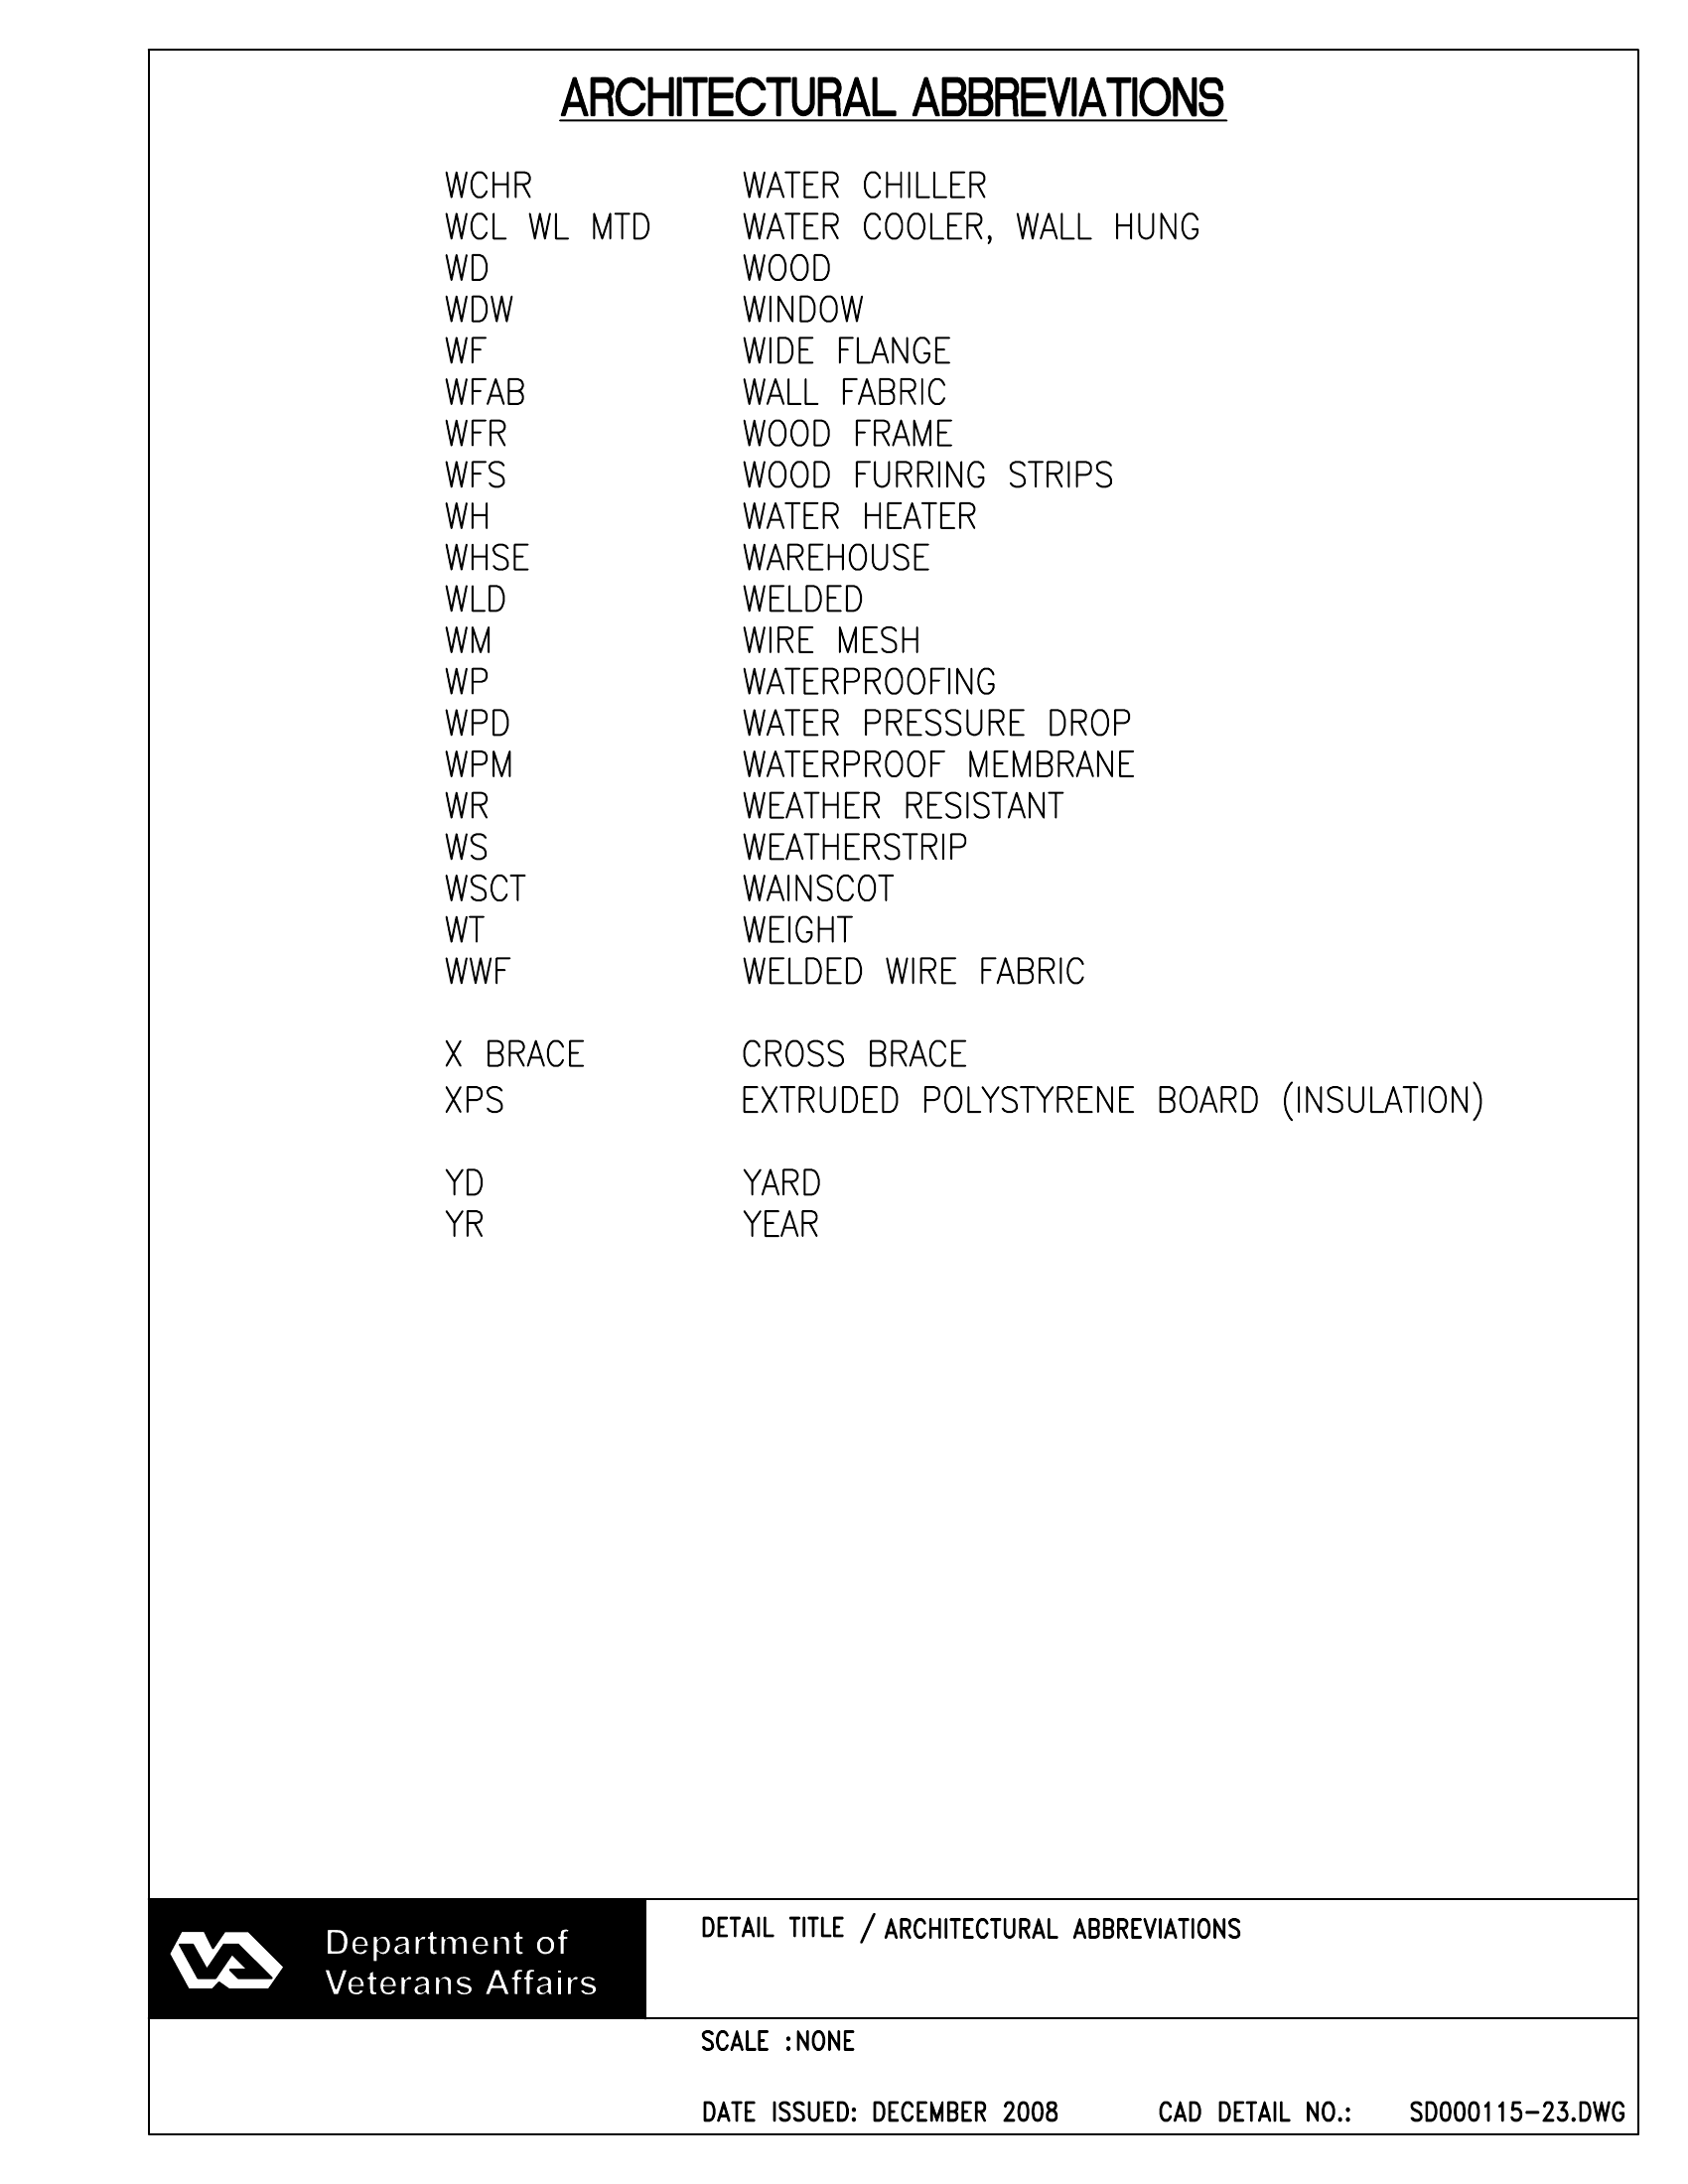 ARCHITECTURAL ABBREVIATIONS
WCHR WATER CHILLER
WCL WL MTD WATER COOLER, WALL HUNG
WD WOOD
WDW WINDOW
WF WIDE FLANGE
WFAB WALL FABRIC
WFR WOOD FRAME
WFS WOOD FURRING STRIPS
WH WATER HEATER
WHSE WAREHOUSE
WLD WELDED
WM WIRE MESH
WP WATERPROOFING
WPD WATER PRESSURE DROP
WPM WATERPROOF MEMBRANE
WR WEATHER RESISTANT
WS WEATHERSTRIP
WSCT WAINSCOT
WT WEIGHT
WWF WELDED WIRE FABRIC
X BRACE CROSS BRACE
XPS EXTRUDED POLYSTYRENE BOARD (INSULATION)
YD YARD
YR YEAR
Department of
Veterans Affairs
DETAIL TITLE / ARCHITECTURAL ABBREVIATIONS
SCALE :NONE
DATE ISSUED: DECEMBER 2008 CAD DETAIL NO.: SD000115-23.DWG